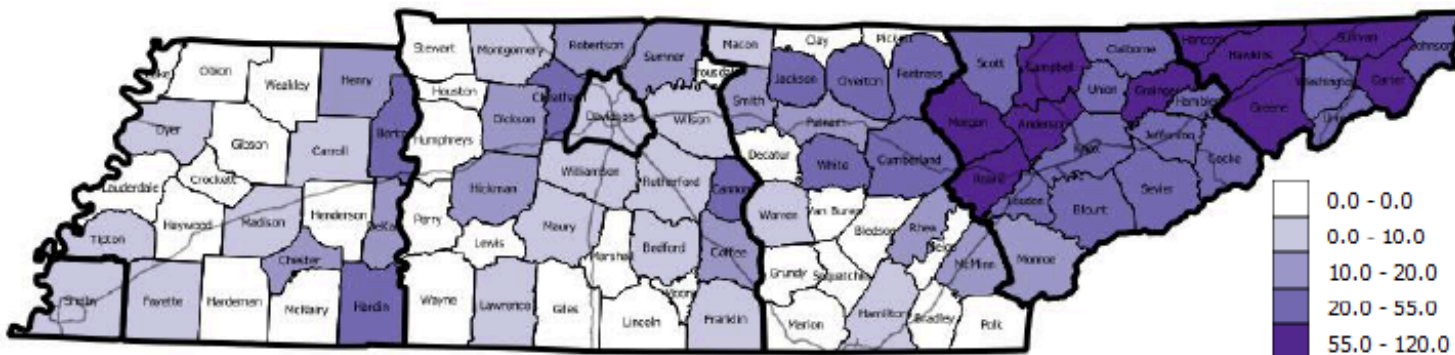 Stewart
Montgomery
Robertson
Sumner
Macon
Clay
Pickett
Scott
Campbell
Claiborne
Hancock
Hawkins
Sullivan
Johnson
Obion
Weakley
Henry
Houston
Cheatham
Trousdale
Jackson
Overton
Fentress
Union
Grainger
Hamblen
Washington
Carter
Greene
Dyer
Gibson
Carroll
Benton
Humphreys
Dickson
Davidson
Wilson
Smith
Putnam
Morgan
Anderson
Knox
Jefferson
Cocke
Lauderdale
Crockett
Hickman
Williamson
Rutherford
Cannon
Decatur
White
Cumberland
Roane
Loudon
Blount
Sevier
Haywood
Madison
Henderson
Perry
Lewis
Maury
Bedford
Coffee
Warren
Van Buren
Bledsoe
Rhea
Meigs
McMinn
Monroe
Tipton
Chester
Marshall
Grundy
Sequatchie
Shelby
Fayette
Hardeman
McNairy
Hardin
Wayne
Lawrence
Giles
Lincoln
Moore
Franklin
Marion
Hamilton
Bradley
Polk
0.0 - 0.0
0.0 - 10.0
10.0 - 20.0
20.0 - 55.0
55.0 - 120.0